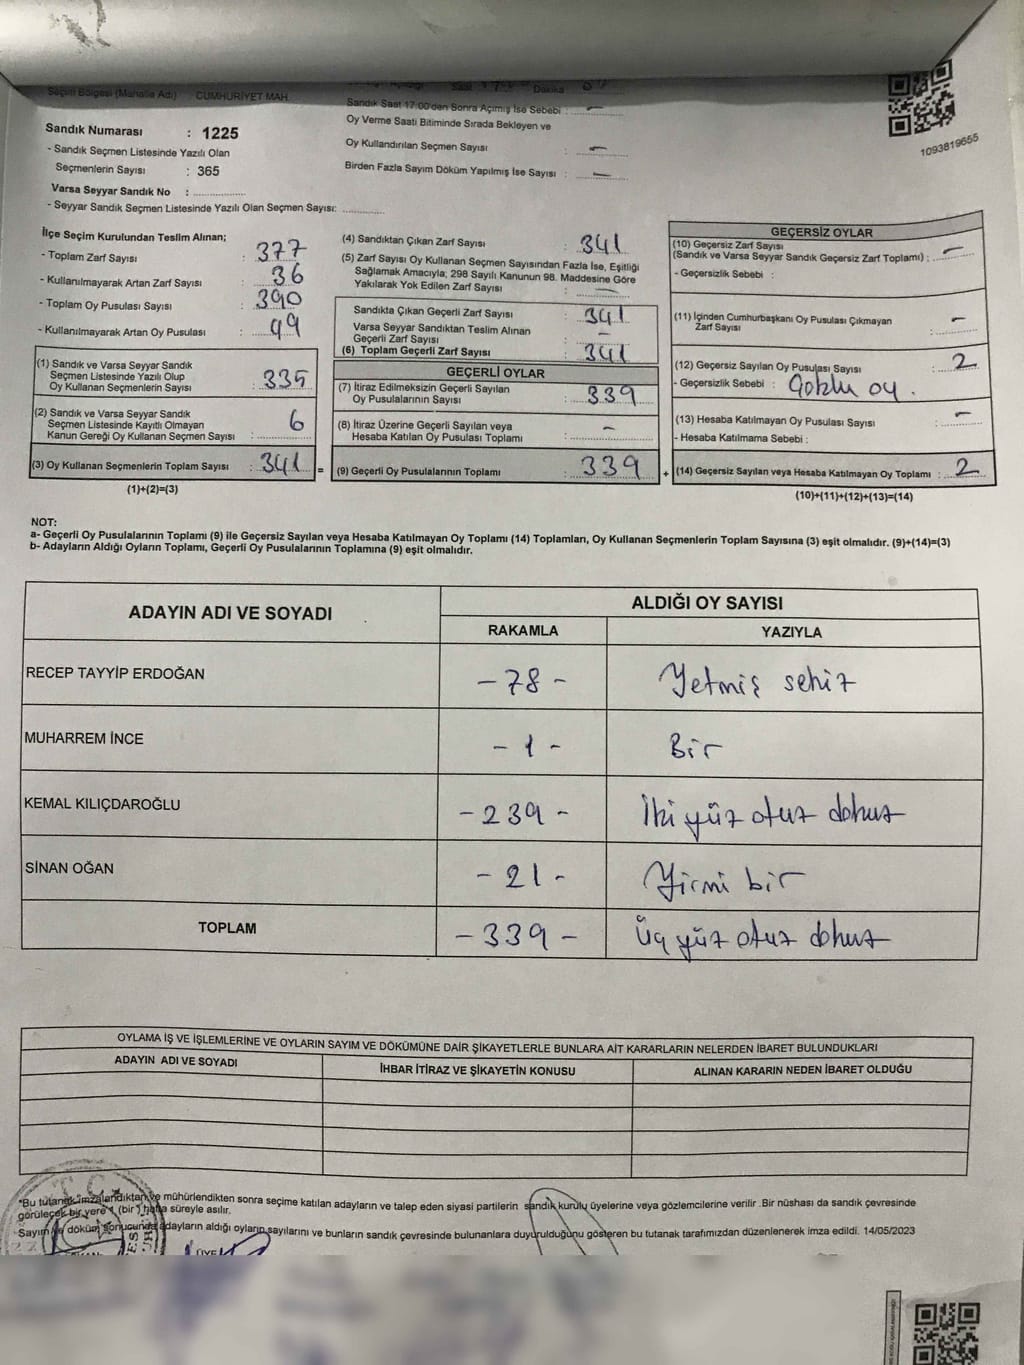 Seçim Bölgesi (Mahalle Adı) : CUMHURİYET MAH.
Sandık Numarası : 1225
- Sandık Seçmen Listesinde Yazılı Olan
Seçmenlerin Sayısı : 365
Varsa Seyyar Sandık No :
- Seyyar Sandık Seçmen Listesinde Yazılı Olan Seçmen Sayısı:
Dakika
Sandık Saat 17:00'den Sonra Açılmış İse Sebebi : —
Oy Verme Saati Bitiminde Sırada Bekleyen ve
Oy Kullandırılan Seçmen Sayısı : —
Birden Fazla Sayım Döküm Yapılmış İse Sayısı : —
1093819655
İlçe Seçim Kurulundan Teslim Alınan;
- Toplam Zarf Sayısı : 377
- Kullanılmayarak Artan Zarf Sayısı : 36
- Toplam Oy Pusulası Sayısı : 390
- Kullanılmayarak Artan Oy Pusulası : 49
(1) Sandık ve Varsa Seyyar Sandık
Seçmen Listesinde Yazılı Olup
Oy Kullanan Seçmenlerin Sayısı : 335
(2) Sandık ve Varsa Seyyar Sandık
Seçmen Listesinde Kayıtlı Olmayan
Kanun Gereği Oy Kullanan Seçmen Sayısı : 6
(3) Oy Kullanan Seçmenlerin Toplam Sayısı : 341 =
(1)+(2)=(3)
(4) Sandıktan Çıkan Zarf Sayısı : 341
(5) Zarf Sayısı Oy Kullanan Seçmen Sayısından Fazla İse, Eşitliği
Sağlamak Amacıyla; 298 Sayılı Kanunun 98. Maddesine Göre
Yakılarak Yok Edilen Zarf Sayısı : —
Sandıkta Çıkan Geçerli Zarf Sayısı : 341
Varsa Seyyar Sandıktan Teslim Alınan
Geçerli Zarf Sayısı : —
(6) Toplam Geçerli Zarf Sayısı : 341
GEÇERLİ OYLAR
(7) İtiraz Edilmeksizin Geçerli Sayılan
Oy Pusulalarının Sayısı : 339
(8) İtiraz Üzerine Geçerli Sayılan veya
Hesaba Katılan Oy Pusulası Toplamı : —
(9) Geçerli Oy Pusulalarının Toplamı : 339 +
GEÇERSİZ OYLAR
(10) Geçersiz Zarf Sayısı
(Sandık ve Varsa Seyyar Sandık Geçersiz Zarf Toplamı) : —
- Geçersizlik Sebebi :
(11) İçinden Cumhurbaşkanı Oy Pusulası Çıkmayan
Zarf Sayısı : —
(12) Geçersiz Sayılan Oy Pusulası Sayısı : 2
- Geçersizlik Sebebi : Çoklu oy.
(13) Hesaba Katılmayan Oy Pusulası Sayısı : —
- Hesaba Katılmama Sebebi :
(14) Geçersiz Sayılan veya Hesaba Katılmayan Oy Toplamı : 2
(10)+(11)+(12)+(13)=(14)
NOT:
a- Geçerli Oy Pusulalarının Toplamı (9) ile Geçersiz Sayılan veya Hesaba Katılmayan Oy Toplamı (14) Toplamları, Oy Kullanan Seçmenlerin Toplam Sayısına (3) eşit olmalıdır. (9)+(14)=(3)
b- Adayların Aldığı Oyların Toplamı, Geçerli Oy Pusulalarının Toplamına (9) eşit olmalıdır.
ADAYIN ADI VE SOYADI ALDIĞI OY SAYISI
RAKAMLA YAZIYLA
RECEP TAYYİP ERDOĞAN - 78 - Yetmiş sekiz
MUHARREM İNCE - 1 - Bir
KEMAL KILIÇDAROĞLU - 239 - İki yüz otuz dokuz
SİNAN OĞAN - 21 - Yirmi bir
TOPLAM - 339 - Üç yüz otuz dokuz
OYLAMA İŞ VE İŞLEMLERİNE VE OYLARIN SAYIM VE DÖKÜMÜNE DAİR ŞİKAYETLERLE BUNLARA AİT KARARLARIN NELERDEN İBARET BULUNDUKLARI
ADAYIN ADI VE SOYADI İHBAR İTİRAZ VE ŞİKAYETİN KONUSU ALINAN KARARIN NEDEN İBARET OLDUĞU
*Bu tutanak imzalandıktan ve mühürlendikten sonra seçime katılan adayların ve talep eden siyasi partilerin sandık kurulu üyelerine veya gözlemcilerine verilir .Bir nüshası da sandık çevresinde
görülecek bir yere 1 (bir) hafta süreyle asılır.
Sayım ve döküm sonucunda adayların aldığı oyların sayılarını ve bunların sandık çevresinde bulunanlara duyurulduğunu gösteren bu tutanak tarafımızdan düzenlenerek imza edildi. 14/05/2023
T.C.
ÜYE